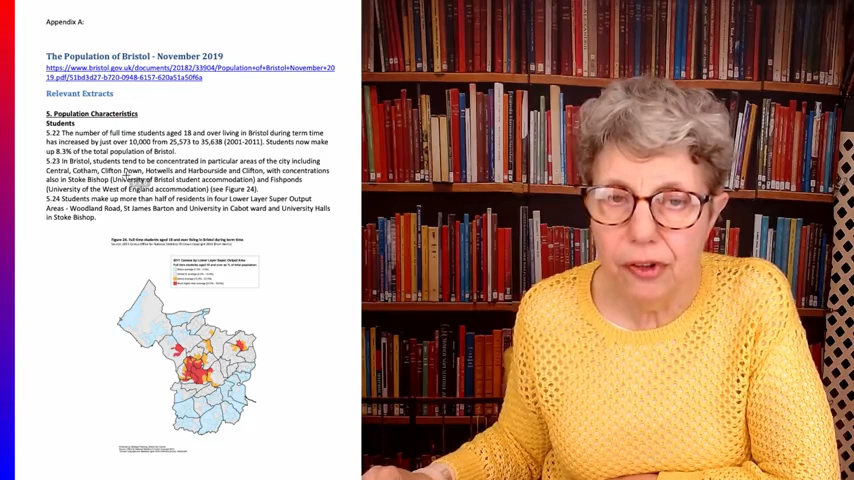 Appendix A:
The Population of Bristol - November 2019
https://www.bristol.gov.uk/documents/20182/33904/Population+of+Bristol+November+20
19.pdf/51bd3d27-b720-0948-6157-620a51a50f6a
Relevant Extracts
5. Population Characteristics
Students
5.22 The number of full time students aged 18 and over living in Bristol during term time
has increased by just over 10,000 from 25,573 to 35,638 (2001-2011). Students now make
up 8.3% of the total population of Bristol.
5.23 In Bristol, students tend to be concentrated in particular areas of the city including
Central, Cotham, Clifton Down, Hotwells and Harbourside and Clifton, with concentrations
also in Stoke Bishop (University of Bristol student accommodation) and Fishponds
(University of the West of England accommodation) (see Figure 24).
5.24 Students make up more than half of residents in four Lower Layer Super Output
Areas - Woodland Road, St James Barton and University in Cabot ward and University Halls
in Stoke Bishop.
Figure 24. Full time students aged 18 and over living in Bristol during term time
2011 Census by Lower Layer Super Output Area